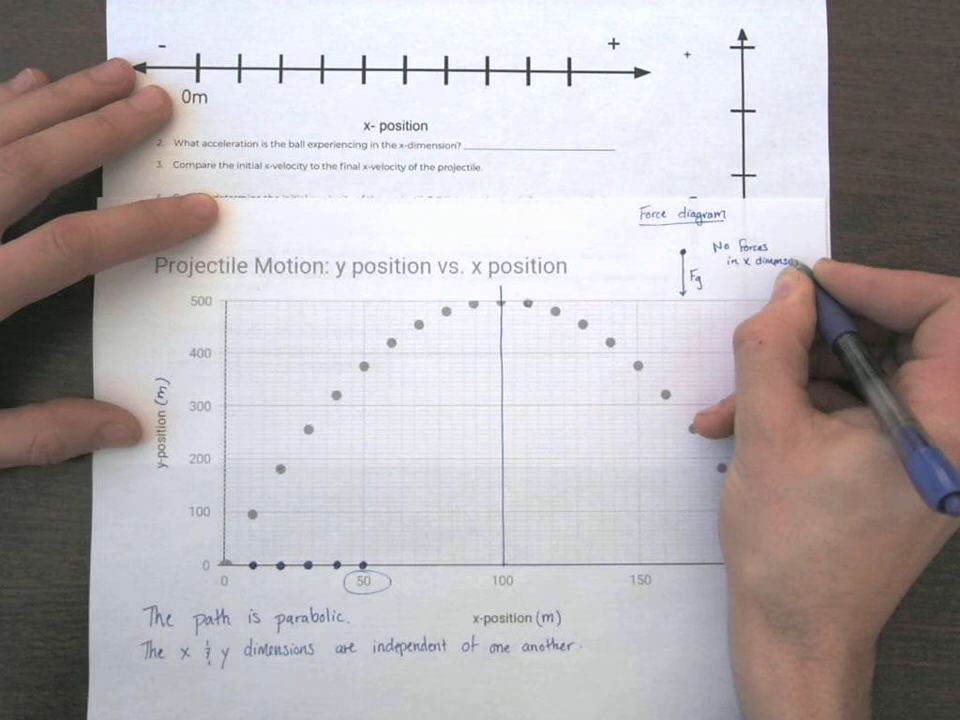 - +
+
0m
x- position
2. What acceleration is the ball experiencing in the x-dimension?
3. Compare the initial x-velocity to the final x-velocity of the projectile.
-
Force diagram
No forces
in x
Fg
Projectile Motion: y position vs. x position
500
400
300
200
100
0
y-position (m)
0 50 100 150
x-position (m)
The path is parabolic.
The x & y dimensions are independent of one another.